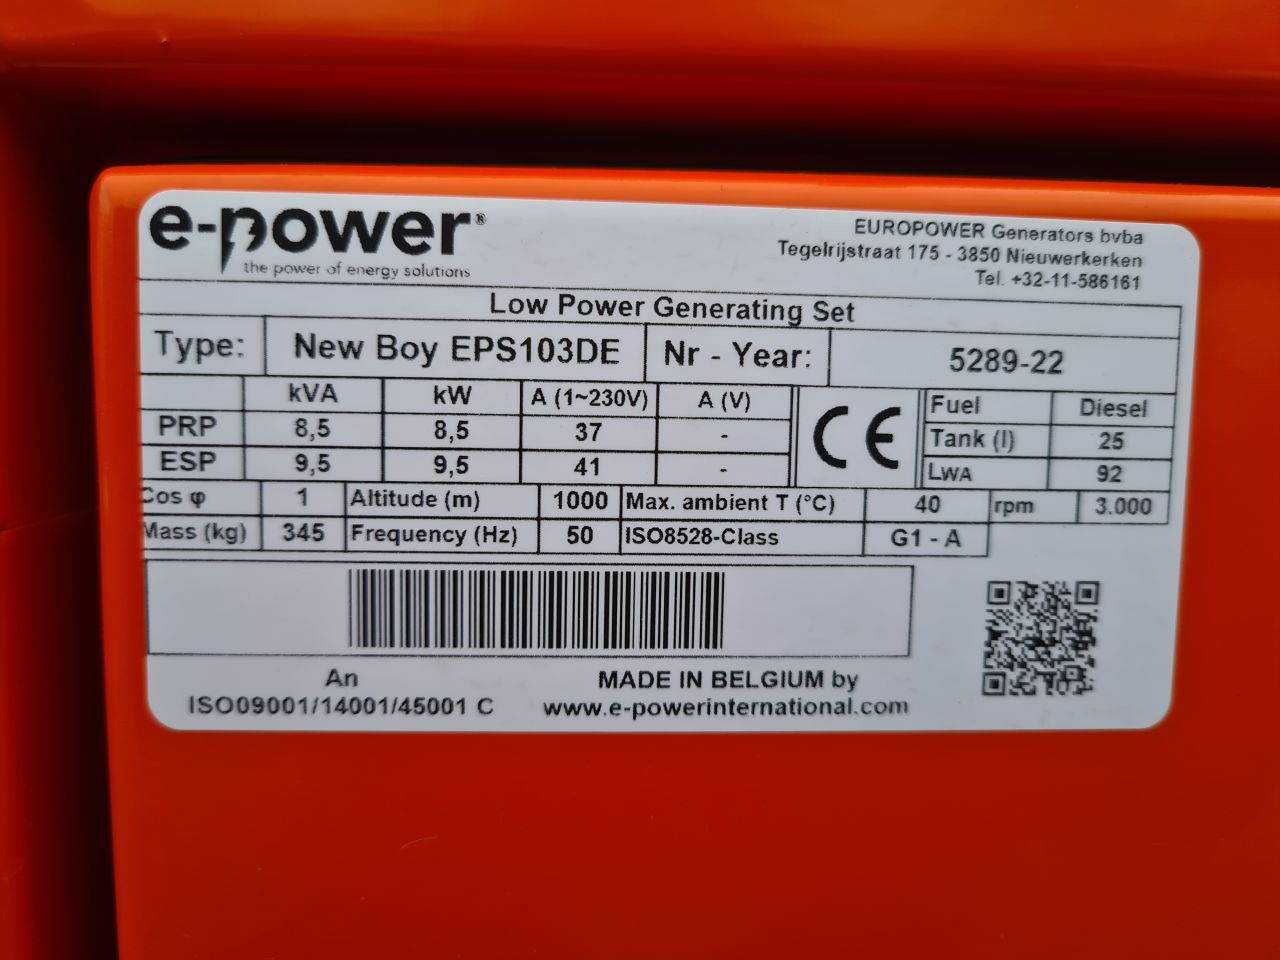 e-power®
the power of energy solutions
EUROPOWER Generators bvba
Tegelrijstraat 175 - 3850 Nieuwerkerken
Tel. +32-11-586161
Low Power Generating Set
Type: New Boy EPS103DE Nr - Year: 5289-22
kVA kW A (1~230V) A (V)
PRP 8,5 8,5 37 -
ESP 9,5 9,5 41 -
CE
Fuel Diesel
Tank (l) 25
LWA 92
Cos φ 1 Altitude (m) 1000 Max. ambient T (°C) 40 rpm 3.000
Mass (kg) 345 Frequency (Hz) 50 ISO8528-Class G1 - A
An
ISO09001/14001/45001 C
MADE IN BELGIUM by
www.e-powerinternational.com